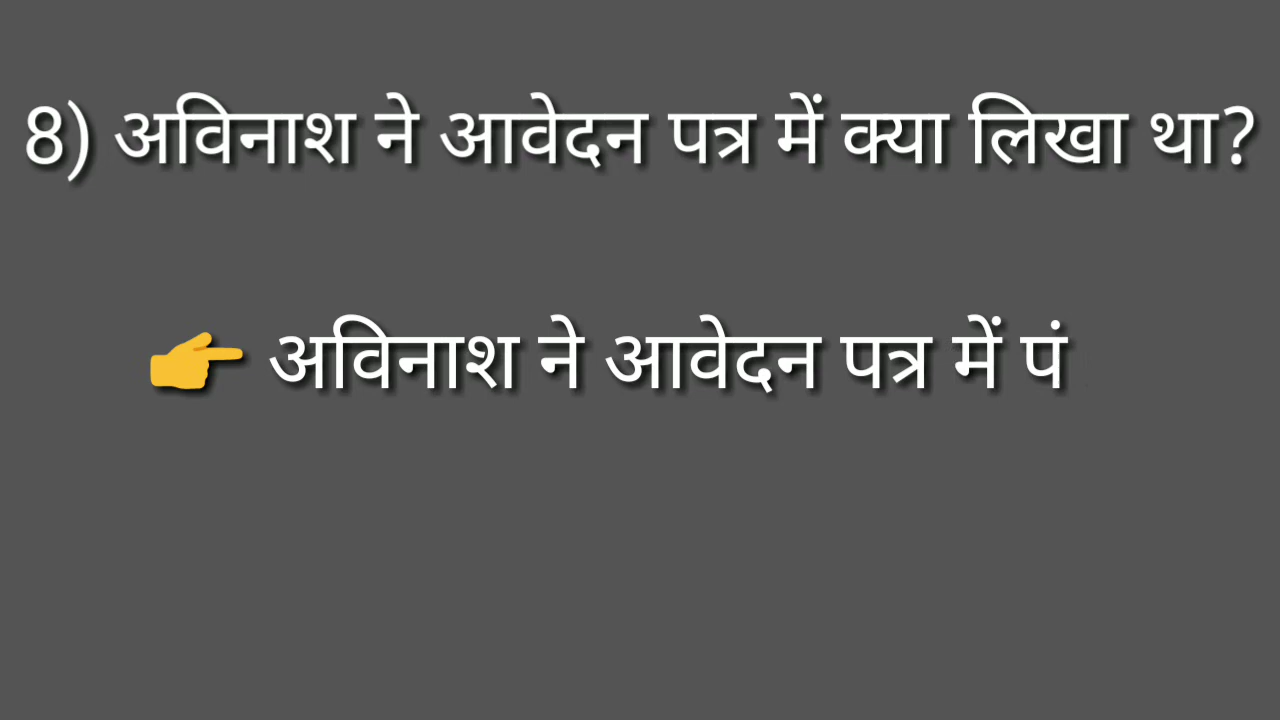 8) अविनाश ने आवेदन पत्र में क्या लिखा था?
👉 अविनाश ने आवेदन पत्र में पं